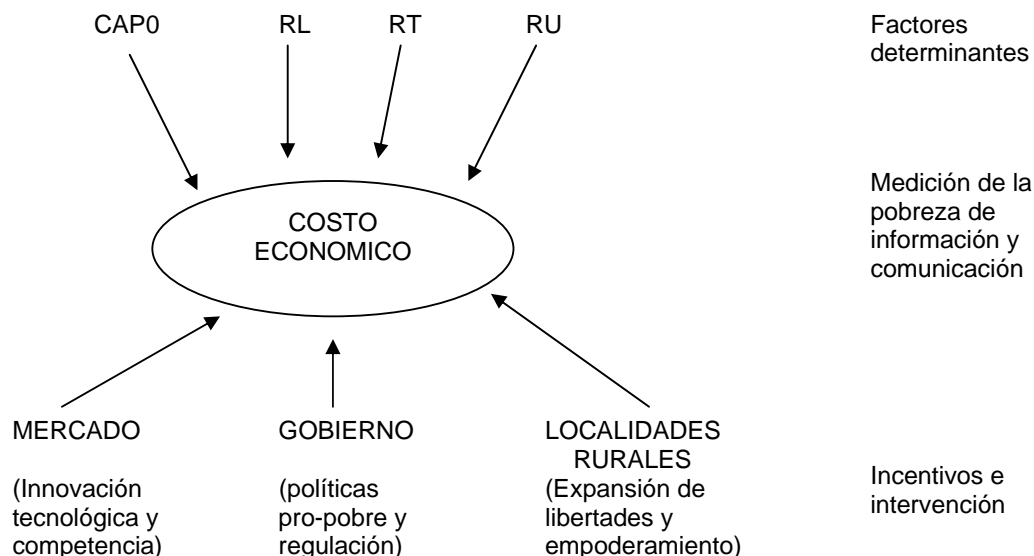 CAP0 RL RT RU
Factores
determinantes
COSTO
ECONOMICO
Medición de la
pobreza de
información y
comunicación
MERCADO
(Innovación
tecnológica y
competencia)
GOBIERNO
(políticas
pro-pobre y
regulación)
LOCALIDADES
RURALES
(Expansión de
libertades y
empoderamiento)
Incentivos e
intervención